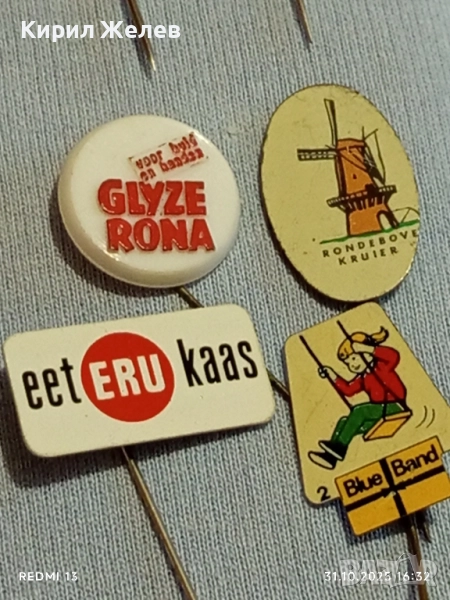 Кирил Желев
voor huid
en handen
GLYZE
RONA
RONDEBOVE
KRUIER
eet ERU kaas
2
Blue Band
REDMI 13
31.10.2025 16:32